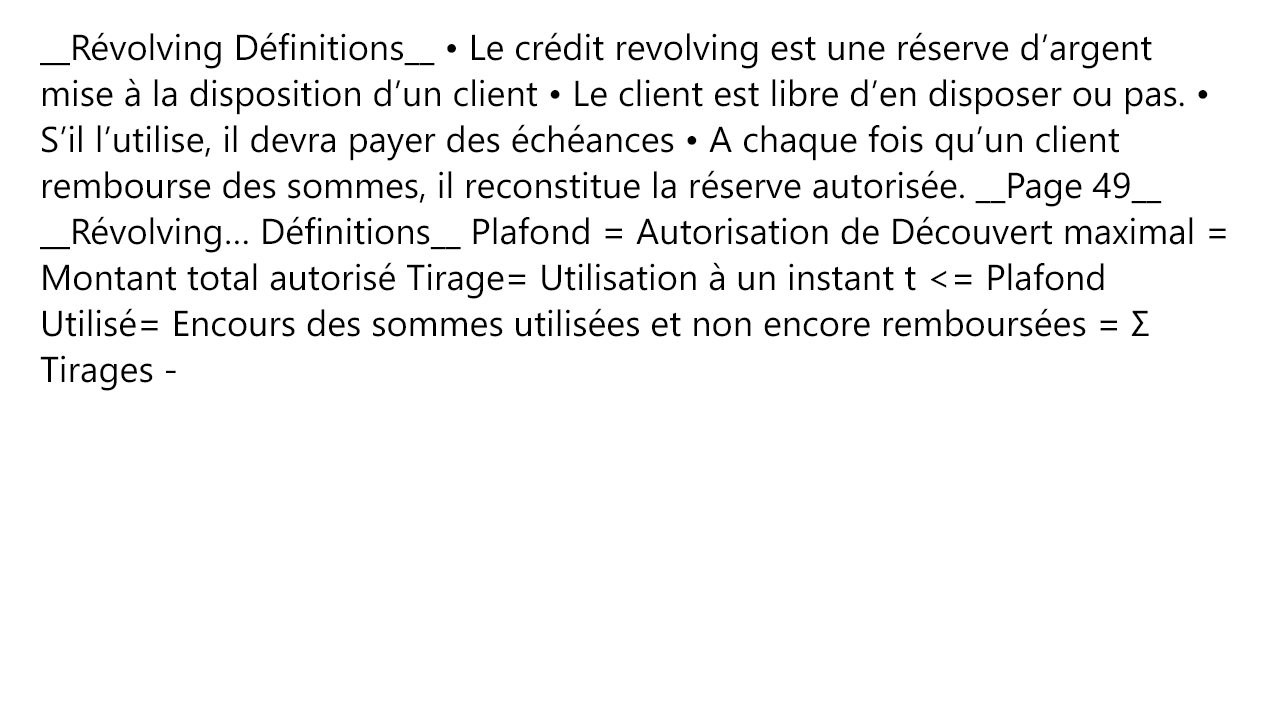 __Révolving Définitions__ • Le crédit revolving est une réserve d’argent
mise à la disposition d’un client • Le client est libre d’en disposer ou pas. •
S’il l’utilise, il devra payer des échéances • A chaque fois qu’un client
rembourse des sommes, il reconstitue la réserve autorisée. __Page 49__
__Révolving… Définitions__ Plafond = Autorisation de Découvert maximal =
Montant total autorisé Tirage= Utilisation à un instant t <= Plafond
Utilisé= Encours des sommes utilisées et non encore remboursées = Σ
Tirages -